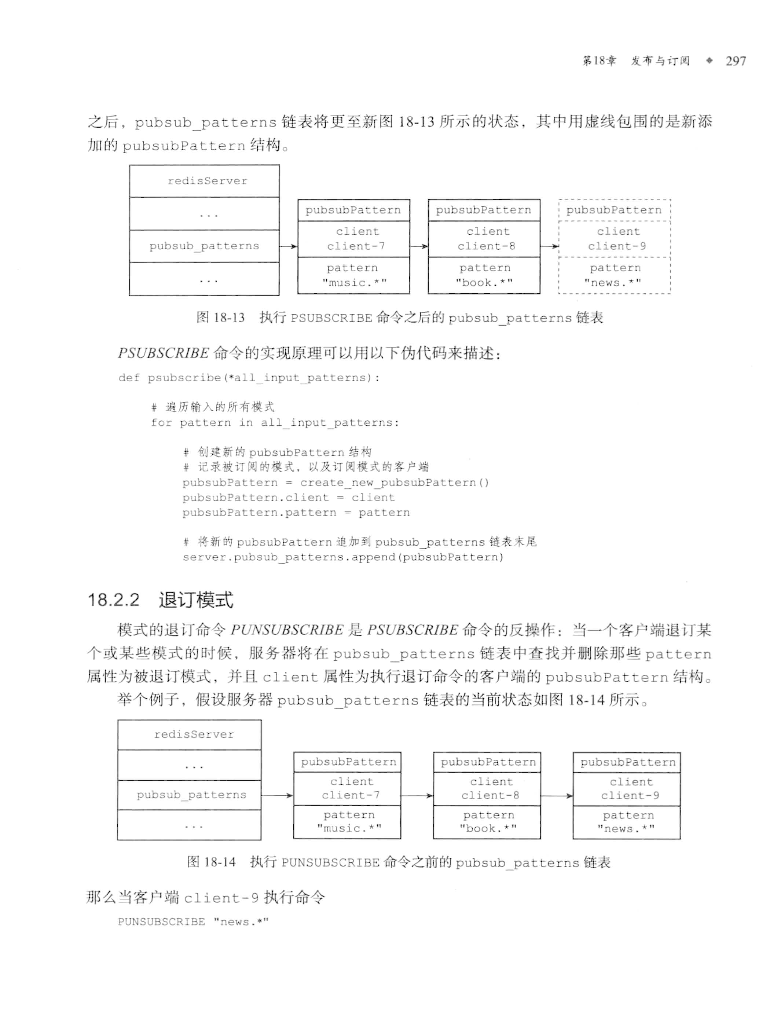 第18章 发布与订阅 ◆ 297
之后，pubsub_patterns 链表将更至新图 18-13 所示的状态，其中用虚线包围的是新添
加的 pubsubPattern 结构。
redisServer
...
pubsub_patterns
...
pubsubPattern
client
client-7
pattern
"music.*"
pubsubPattern
client
client-8
pattern
"book.*"
pubsubPattern
client
client-9
pattern
"news.*"
图 18-13 执行 PSUBSCRIBE 命令之后的 pubsub_patterns 链表
PSUBSCRIBE 命令的实现原理可以用以下伪代码来描述：
def psubscribe(*all_input_patterns):
# 遍历输入的所有模式
for pattern in all_input_patterns:
# 创建新的 pubsubPattern 结构
# 记录被订阅的模式，以及订阅模式的客户端
pubsubPattern = create_new_pubsubPattern()
pubsubPattern.client = client
pubsubPattern.pattern = pattern
# 将新的 pubsubPattern 追加到 pubsub_patterns 链表末尾
server.pubsub_patterns.append(pubsubPattern)
18.2.2 退订模式
模式的退订命令 PUNSUBSCRIBE 是 PSUBSCRIBE 命令的反操作：当一个客户端退订某
个或某些模式的时候，服务器将在 pubsub_patterns 链表中查找并删除那些 pattern
属性为被退订模式，并且 client 属性为执行退订命令的客户端的 pubsubPattern 结构。
举个例子，假设服务器 pubsub_patterns 链表的当前状态如图 18-14 所示。
redisServer
...
pubsub_patterns
...
pubsubPattern
client
client-7
pattern
"music.*"
pubsubPattern
client
client-8
pattern
"book.*"
pubsubPattern
client
client-9
pattern
"news.*"
图 18-14 执行 PUNSUBSCRIBE 命令之前的 pubsub_patterns 链表
那么当客户端 client-9 执行命令
PUNSUBSCRIBE "news.*"